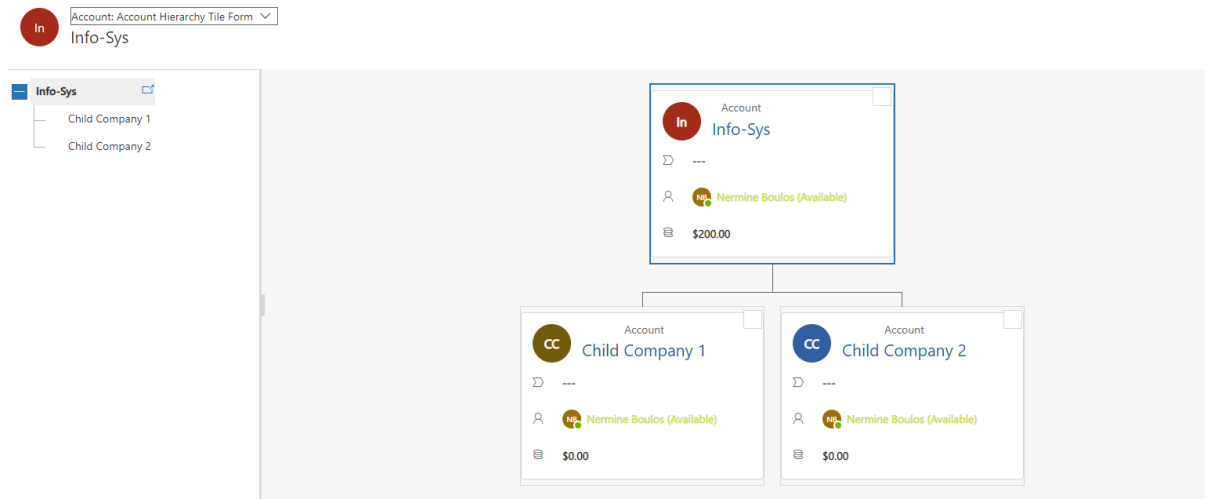 In
Account: Account Hierarchy Tile Form
Info-Sys
Info-Sys
Child Company 1
Child Company 2
In
Account
Info-Sys
---
NB
Nermine Boulos (Available)
$200.00
CC
Account
Child Company 1
---
NB
Nermine Boulos (Available)
$0.00
CC
Account
Child Company 2
---
NB
Nermine Boulos (Available)
$0.00